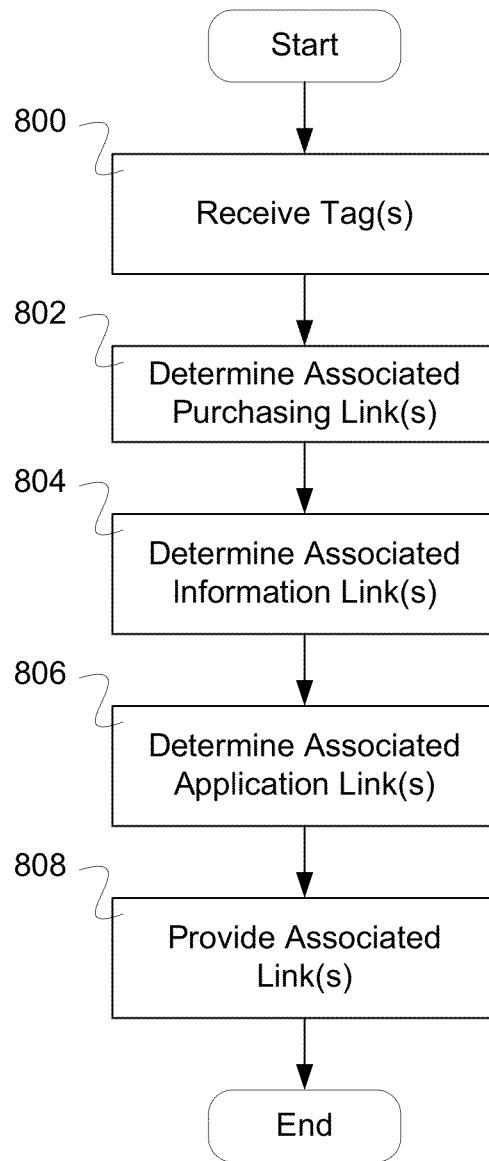 Start
800
Receive Tag(s)
802
Determine Associated
Purchasing Link(s)
804
Determine Associated
Information Link(s)
806
Determine Associated
Application Link(s)
808
Provide Associated
Link(s)
End